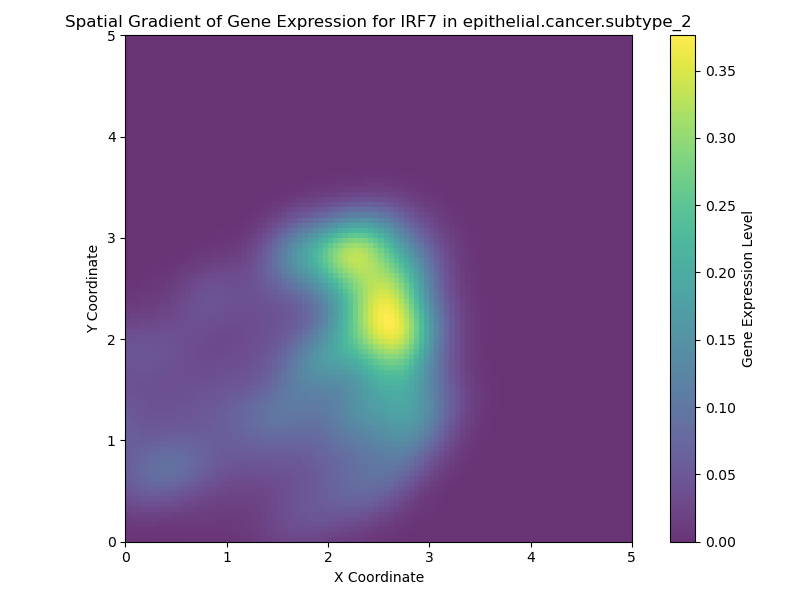 Spatial Gradient of Gene Expression for IRF7 in epithelial.cancer.subtype_2
5
4
3
2
1
0
Y Coordinate
0 1 2 3 4 5
X Coordinate
0.35
0.30
0.25
0.20
0.15
0.10
0.05
0.00
Gene Expression Level